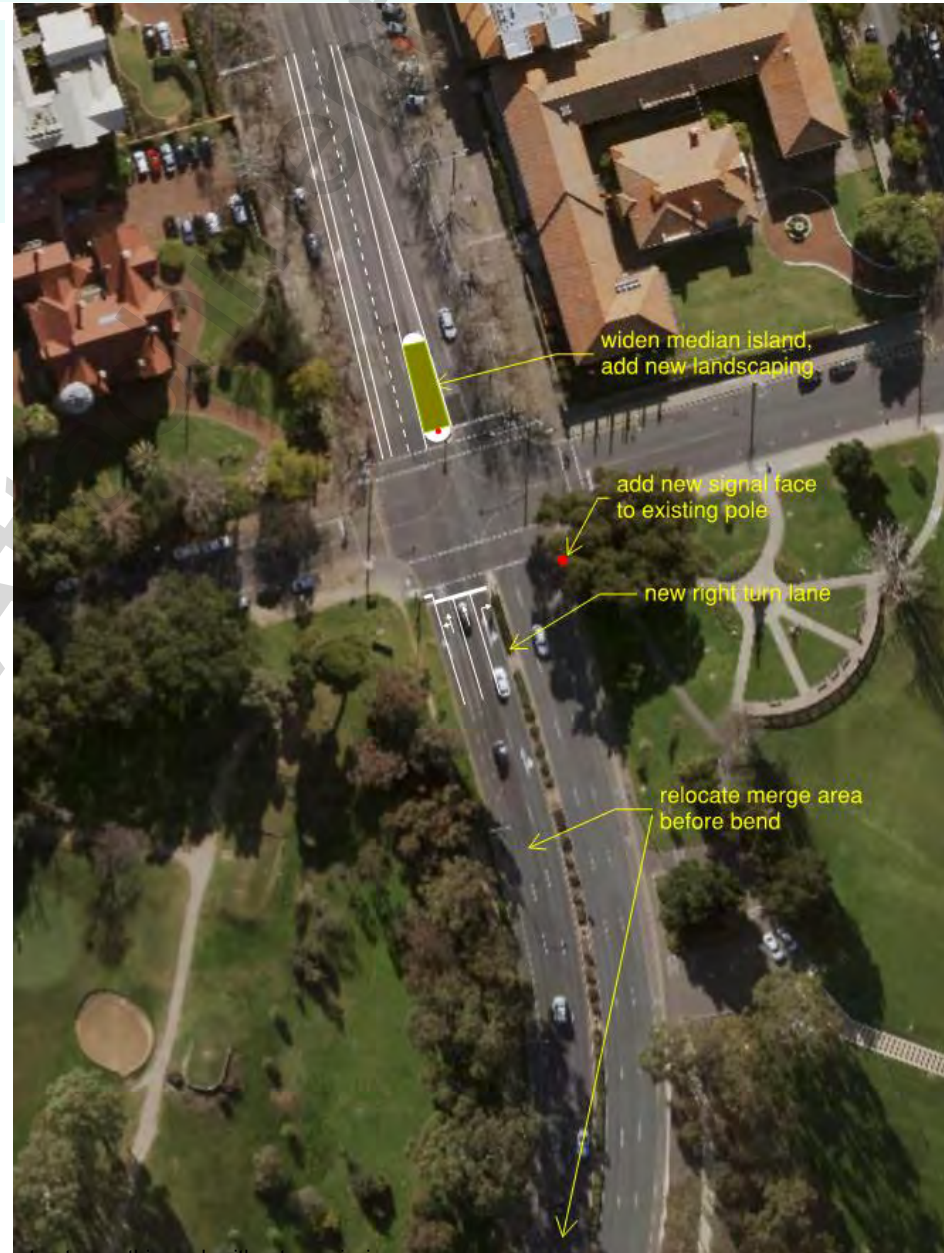 widen median island,
add new landscaping
add new signal face
to existing pole
new right turn lane
relocate merge area
before bend